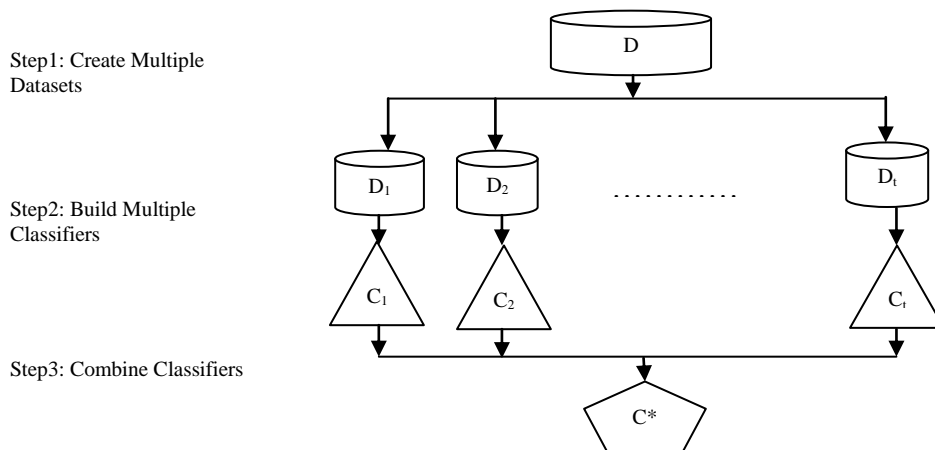 D
Step1: Create Multiple
Datasets
D₁
D₂
. . . . . . . . . . . . . .
Dₜ
Step2: Build Multiple
Classifiers
C₁
C₂
Cₜ
Step3: Combine Classifiers
C*